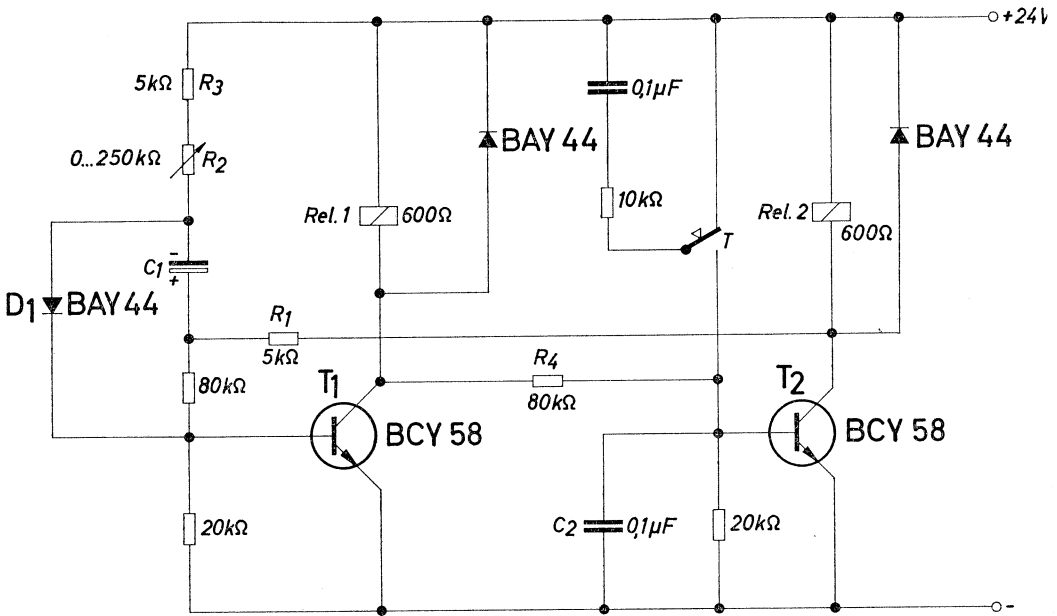 +24V
5kΩ R3
0...250kΩ R2
Rel. 1 600Ω
BAY 44
0,1µF
10kΩ
T
Rel. 2
600Ω
BAY 44
-
C1
+
D1 BAY 44
R1
5kΩ
80kΩ
T1
BCY 58
R4
80kΩ
T2
BCY 58
20kΩ
C2 0,1µF
20kΩ
-